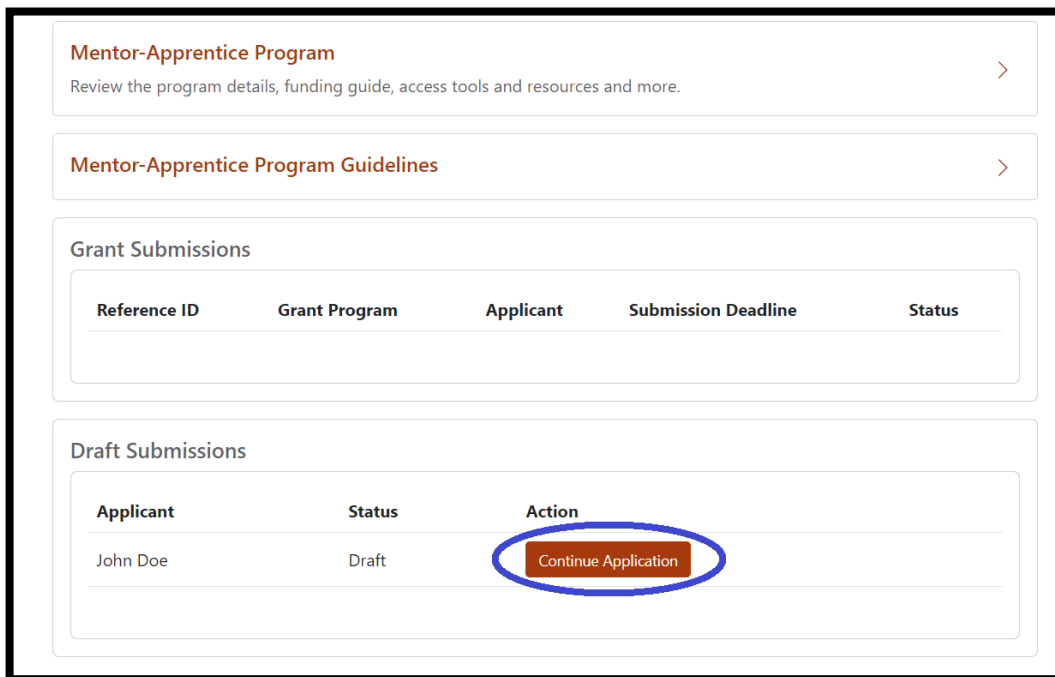 Mentor-Apprentice Program
Review the program details, funding guide, access tools and resources and more.
Mentor-Apprentice Program Guidelines
Grant Submissions
Reference ID Grant Program Applicant Submission Deadline Status
Draft Submissions
Applicant Status Action
John Doe Draft Continue Application